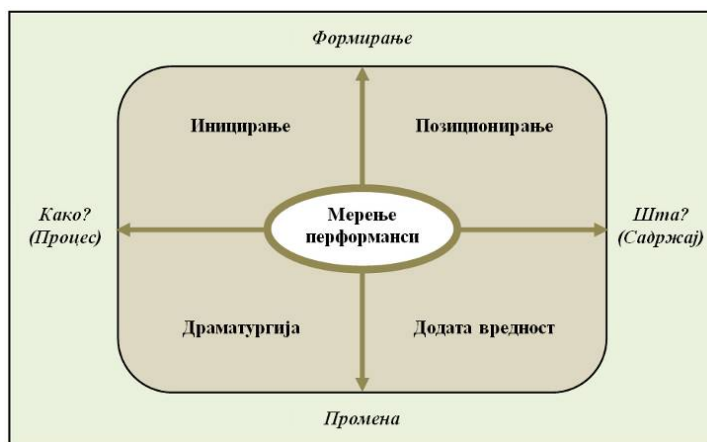 Формирање
Иницирање
Позиционирање
Како?
(Процес)
Мерење
перформанси
Шта?
(Садржај)
Драматургија
Додата вредност
Промена